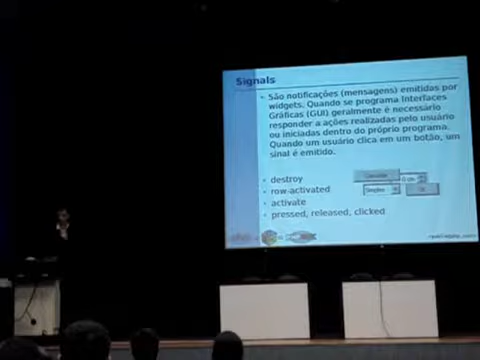 Signals
• São notificações (mensagens) emitidas por
widgets. Quando se programa Interfaces
Gráficas (GUI) geralmente é necessário
responder a ações realizadas pelo usuário
ou iniciadas dentro do próprio programa.
Quando um usuário clica em um botão, um
sinal é emitido.
• destroy
• row-activated
• activate
• pressed, released, clicked